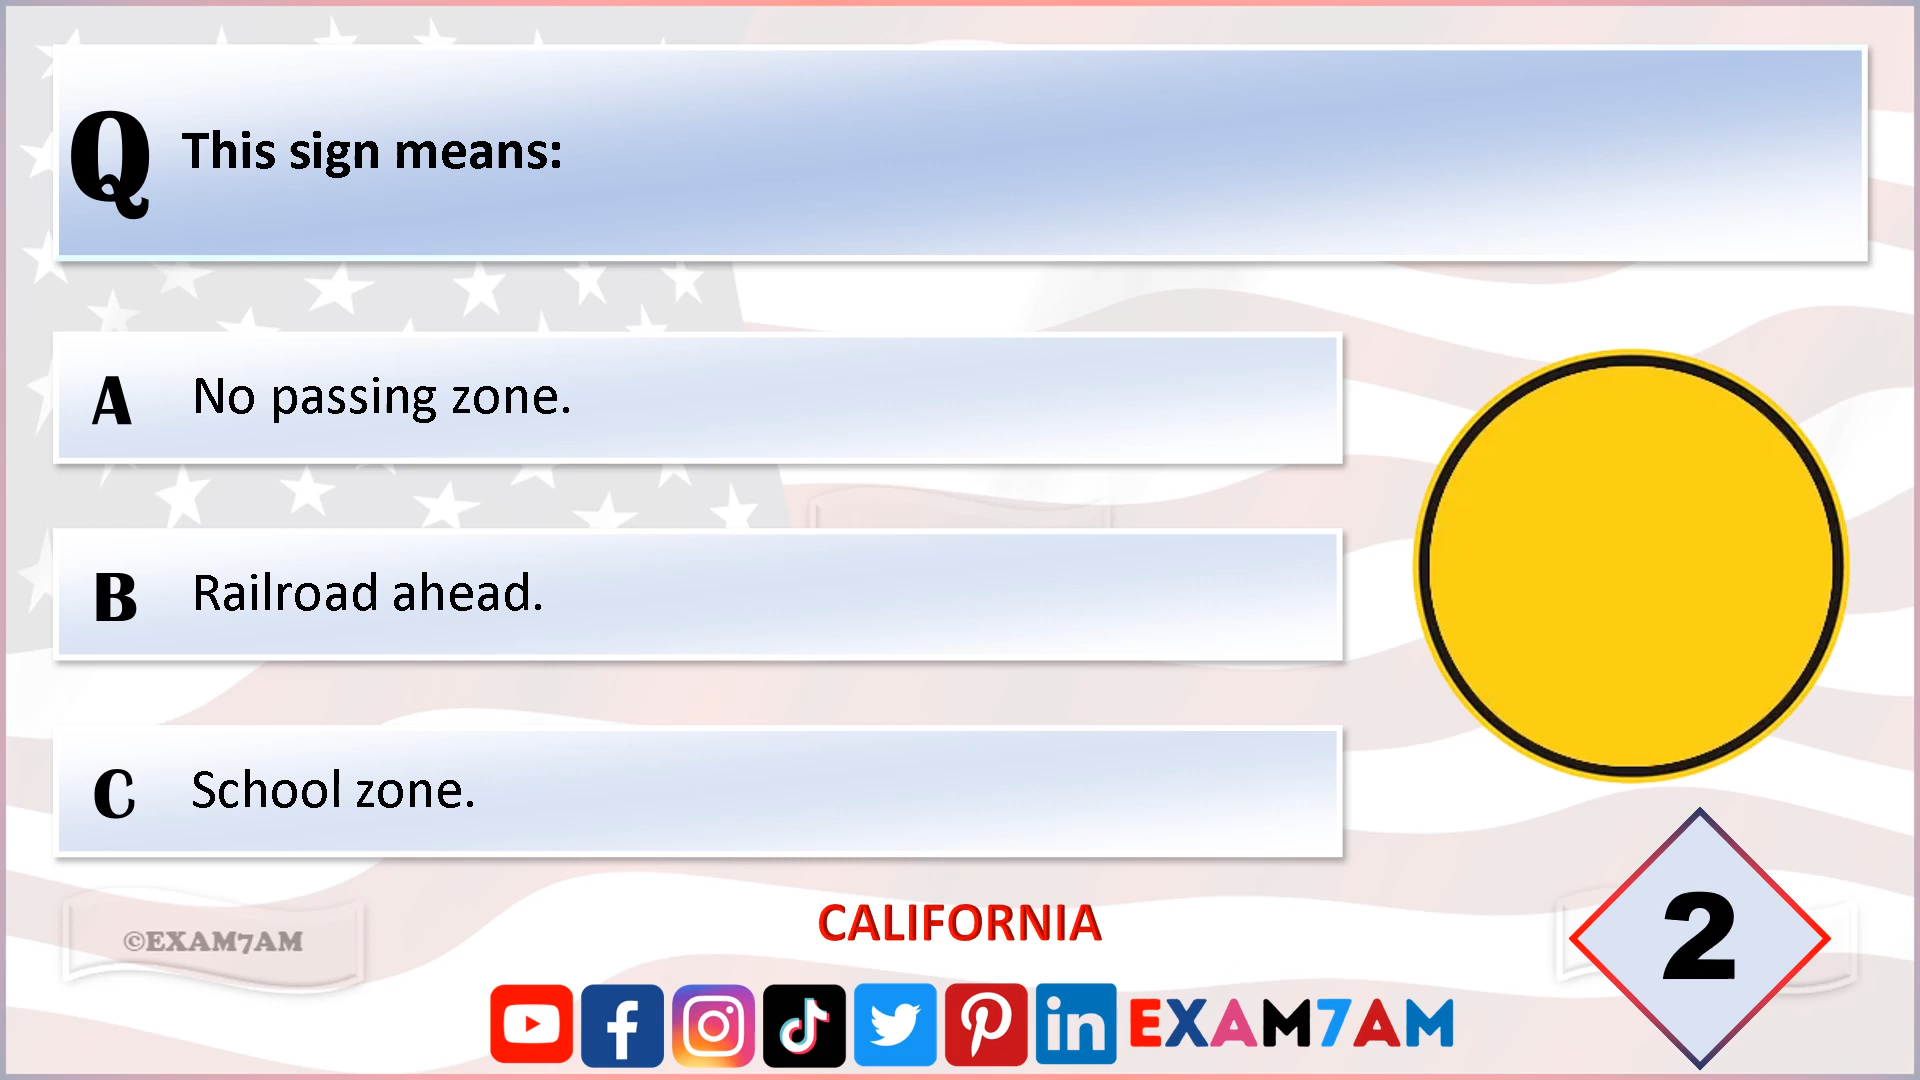 Q This sign means:
A No passing zone.
B Railroad ahead.
C School zone.
CALIFORNIA
©EXAM7AM
2
EXAM7AM